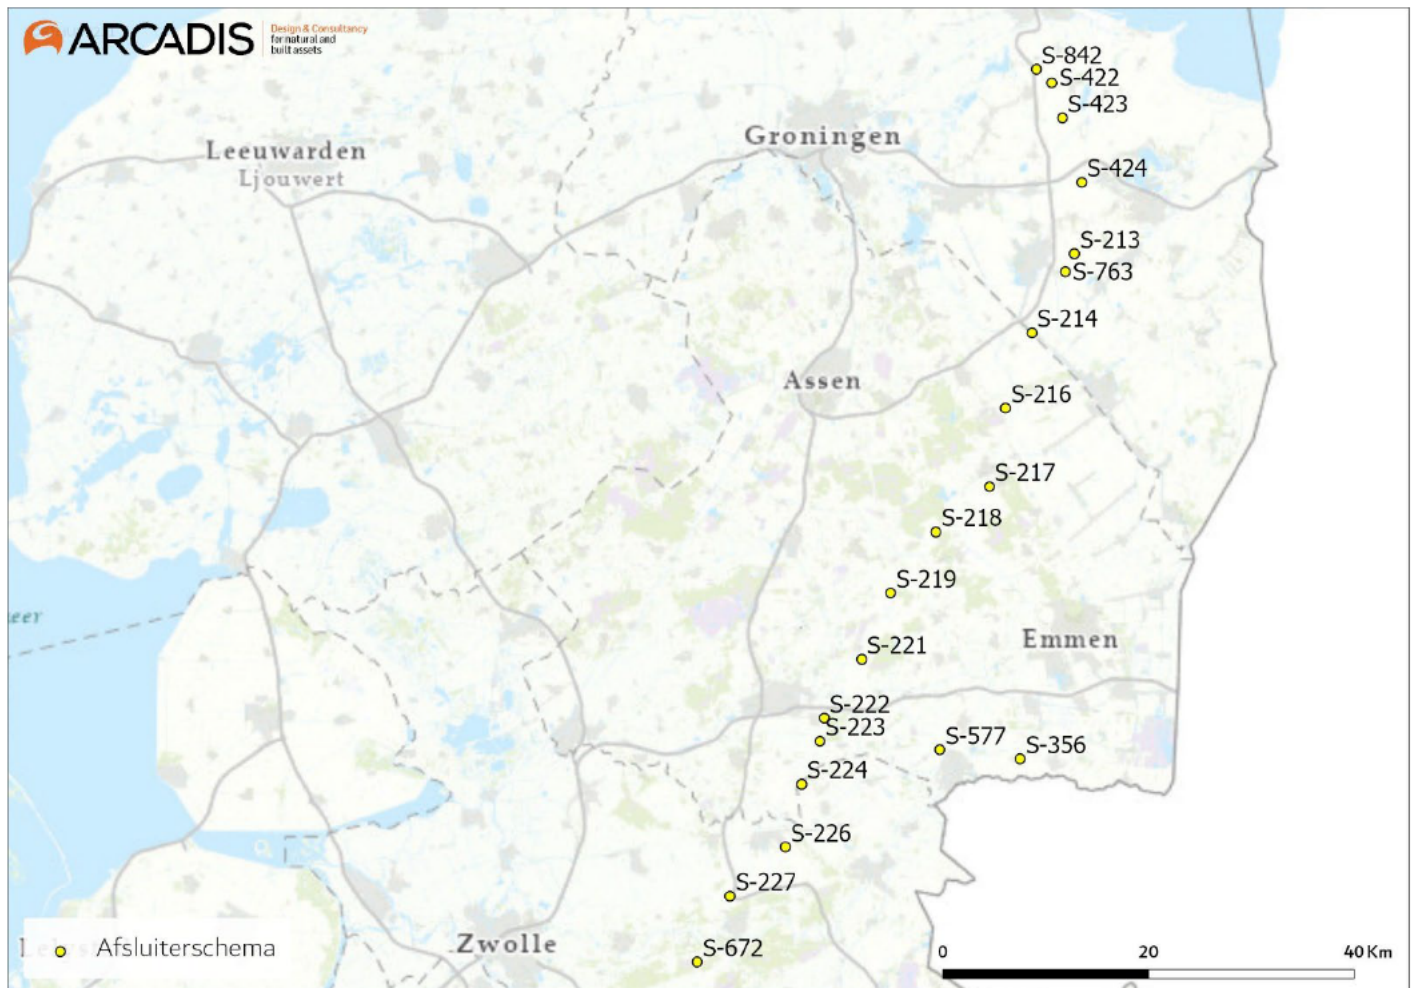 ARCADIS
Design & Consultancy
for natural and
built assets
S-842
S-422
S-423
Groningen
Leeuwarden
Ljouwert
S-424
S-213
S-763
S-214
Assen
S-216
S-217
S-218
S-219
eer
Emmen
S-221
S-222
S-223
S-577
S-356
S-224
S-226
S-227
Zwolle
Afsluiterschema
S-672
0 20 40 Km